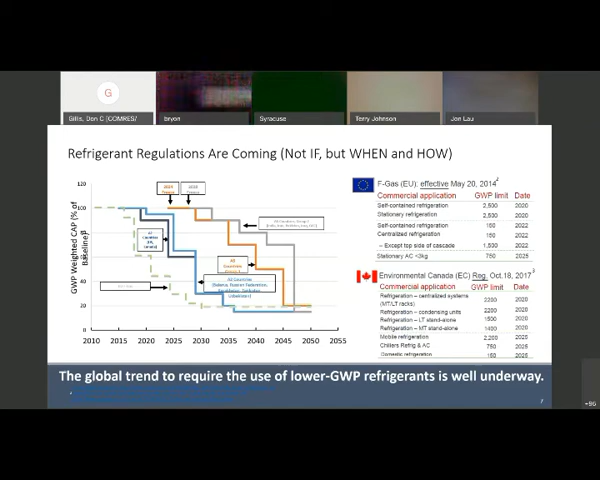 G
Gillis, Don C [COMRES/
bryon
Syracuse
Terry Johnson
Jon Lau
Refrigerant Regulations Are Coming (Not IF, but WHEN and HOW)
GWP Weighted CAP (% of
Baseline)
120
100
80
60
40
20
0
2010 2015 2020 2025 2030 2035 2040 2045 2050 2055
2024
2028
All Countries
F-Gas (EU): effective May 20, 2014
Commercial application GWP limit Date
Self-contained refrigeration 2,500 2020
Stationary refrigeration 2,500 2020
Self-contained refrigeration 150 2022
Centralized refrigeration 150 2022
– Except top side of cascade 1,500 2022
Stationary AC <3kg 750 2025
Environmental Canada (EC) Reg. Oct.18, 2017
Commercial application GWP limit Date
Refrigeration – centralized systems
(MT/LT racks) 2200 2020
Refrigeration – condensing units 2200 2020
Refrigeration – LT stand-alone 1500 2020
Refrigeration – MT stand-alone 1400 2020
Mobile refrigeration 2,200 2025
Chillers Refrig & AC 750 2025
Domestic refrigeration 150 2025
The global trend to require the use of lower-GWP refrigerants is well underway.
7
+96